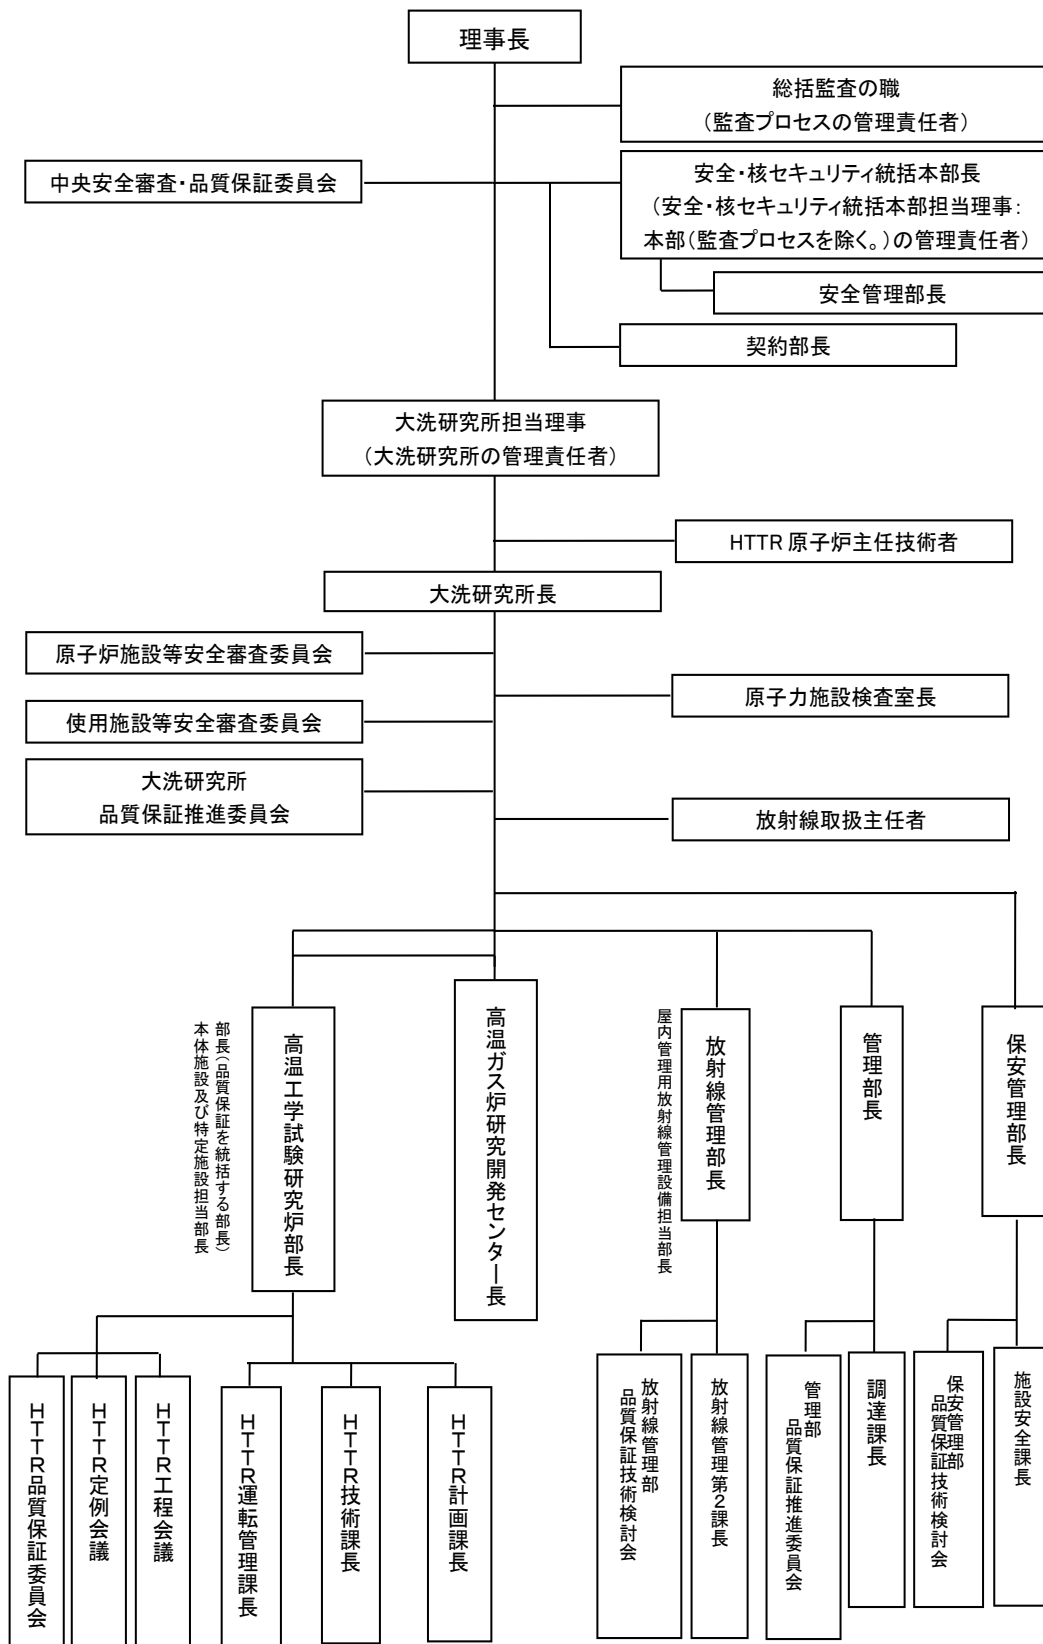 理事長
総括監査の職
(監査プロセスの管理責任者)
中央安全審査・品質保証委員会
安全・核セキュリティ統括本部長
(安全・核セキュリティ統括本部担当理事:
本部(監査プロセスを除く。)の管理責任者)
安全管理部長
契約部長
大洗研究所担当理事
(大洗研究所の管理責任者)
HTTR 原子炉主任技術者
大洗研究所長
原子炉施設等安全審査委員会
原子力施設検査室長
使用施設等安全審査委員会
大洗研究所
品質保証推進委員会
放射線取扱主任者
部長(品質保証を統括する部長)
本体施設及び特定施設担当部長
高温工学試験研究炉部長
高温ガス炉研究開発センター長
屋内管理用放射線管理設備担当部長
放射線管理部長
管理部長
保安管理部長
HTTR品質保証委員会
HTTR定例会議
HTTR工程会議
HTTR運転管理課長
HTTR技術課長
HTTR計画課長
放射線管理部
品質保証技術検討会
放射線管理第2課長
管理部
品質保証推進委員会
調達課長
保安管理部
品質保証技術検討会
施設安全課長